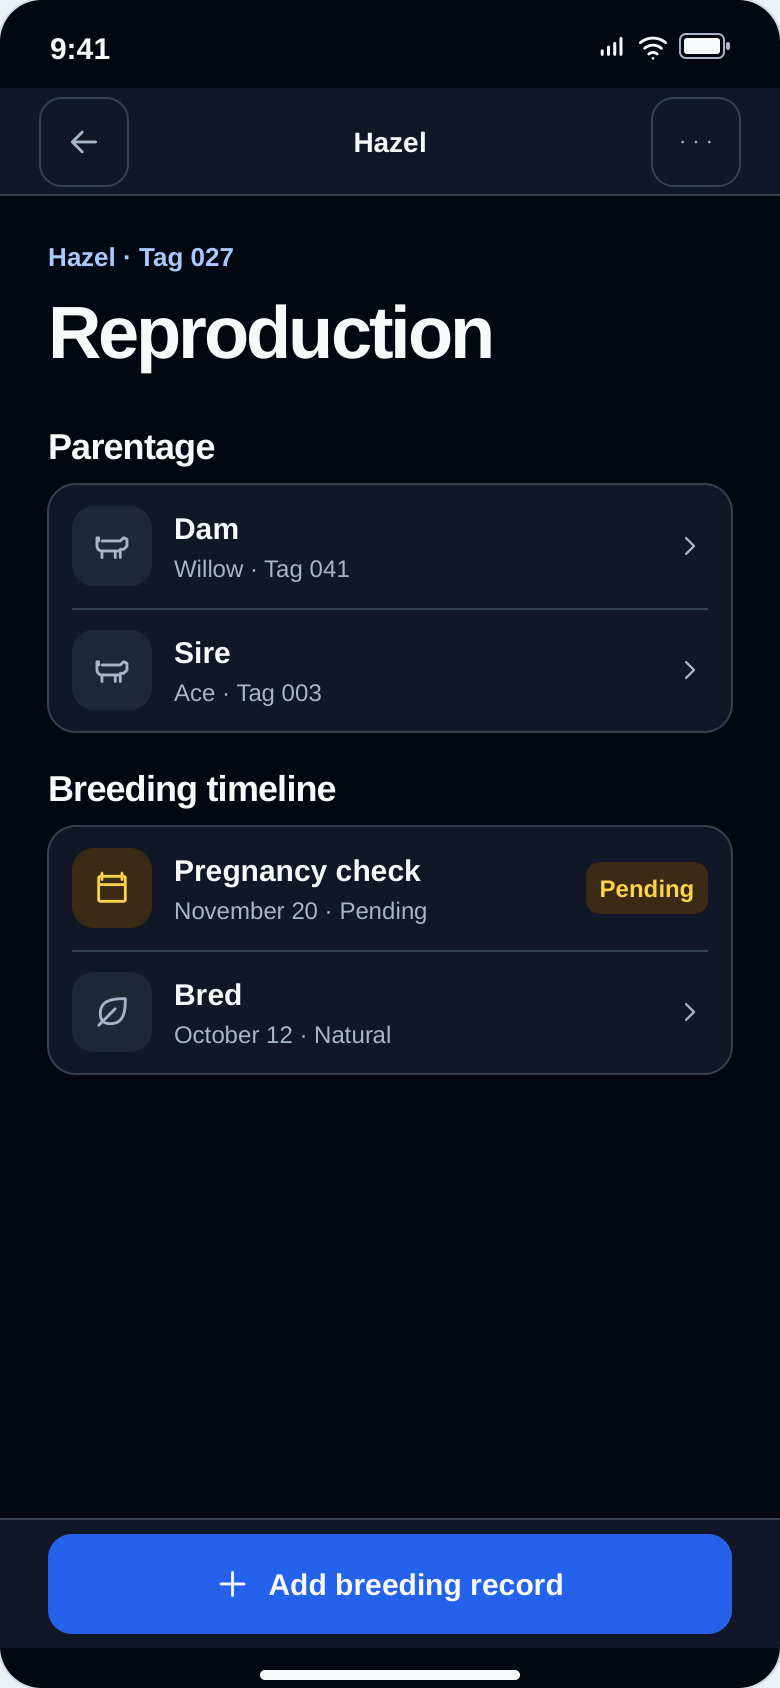 9:41
Hazel
Hazel · Tag 027
Reproduction
Parentage
Dam
Willow · Tag 041
Sire
Ace · Tag 003
Breeding timeline
Pregnancy check
November 20 · Pending
Pending
Bred
October 12 · Natural
Add breeding record